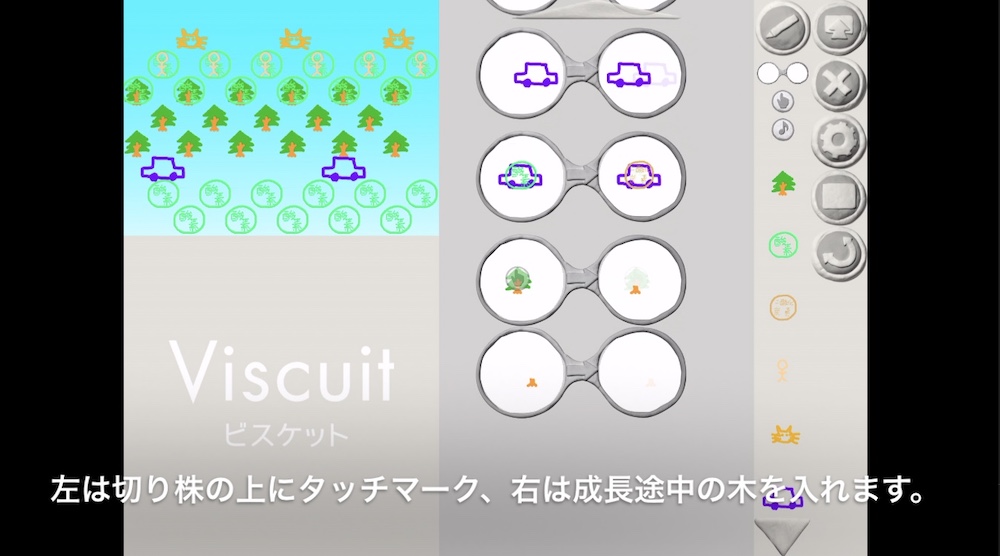 Viscuit
ビスケット
左は切り株の上にタッチマーク、右は成長途中の木を入れます。